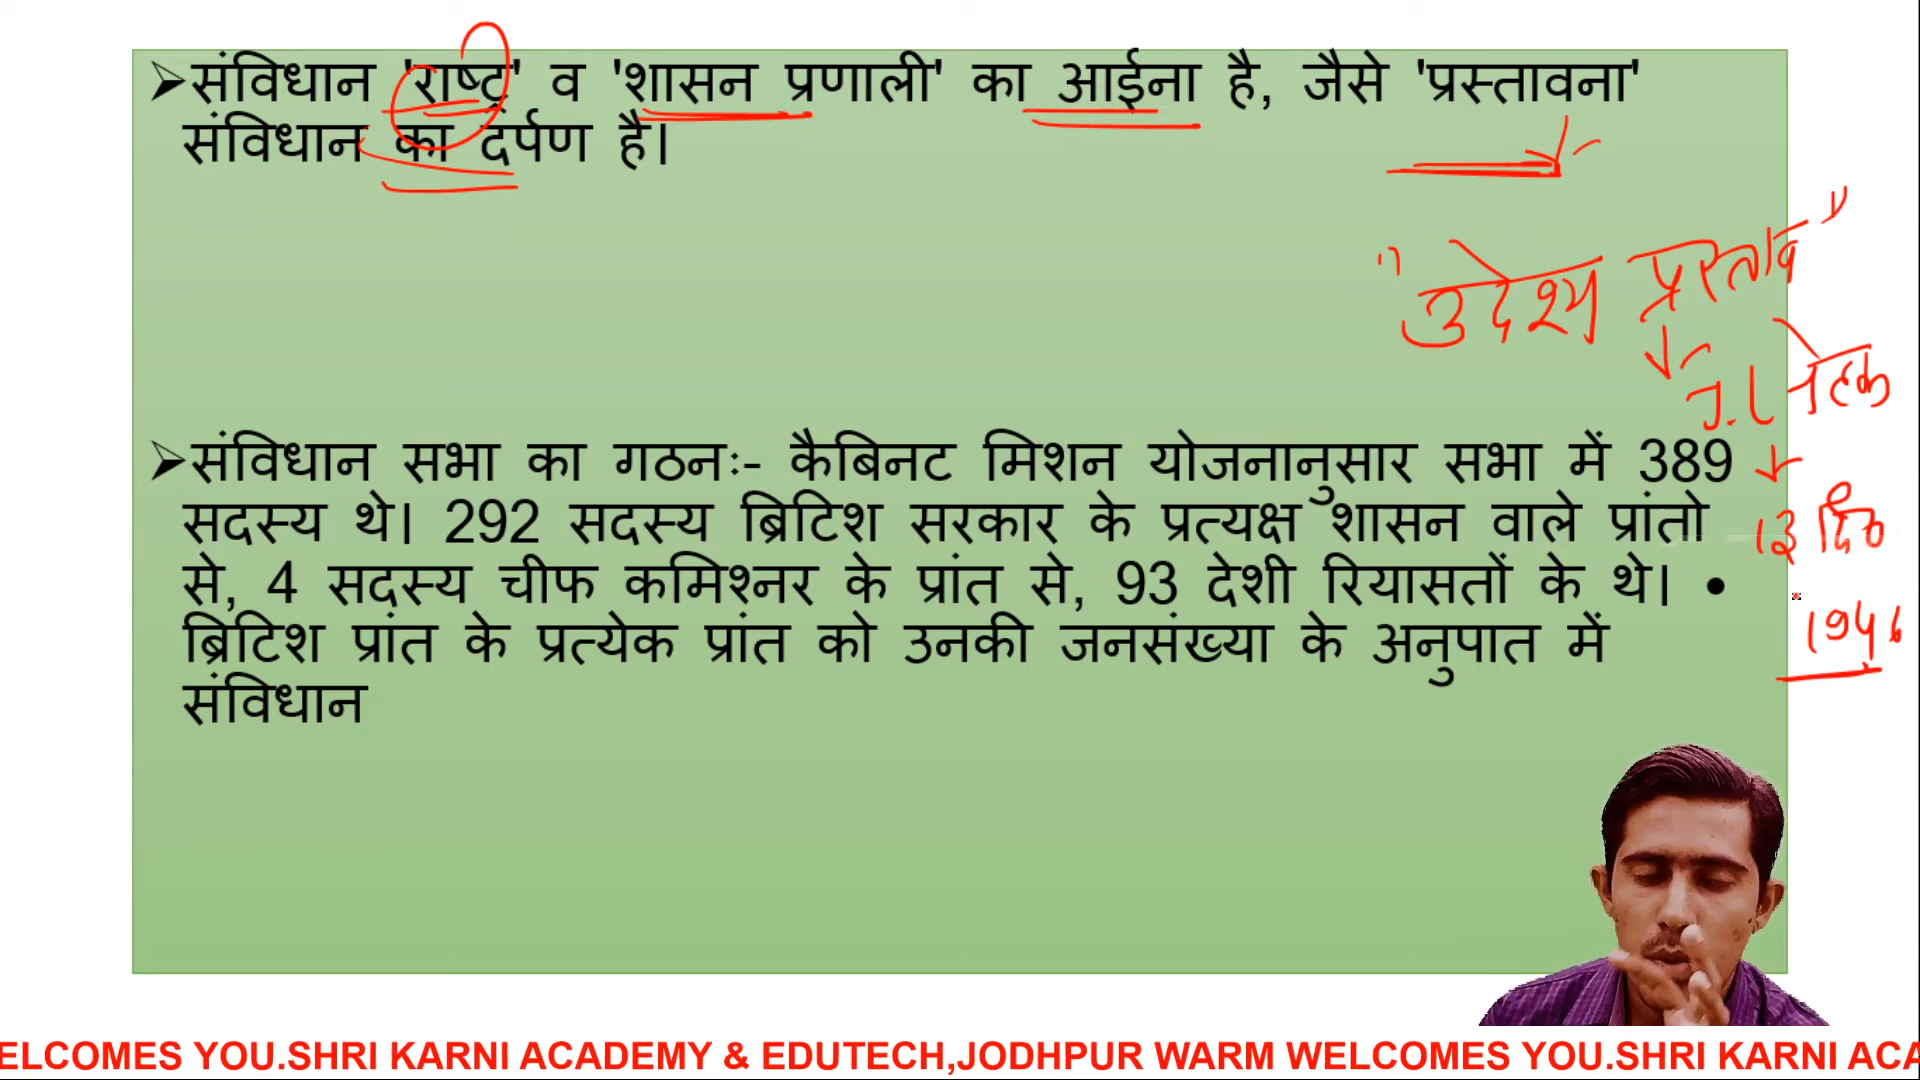 ➢संविधान 'राष्ट्र' व 'शासन प्रणाली' का आईना है, जैसे 'प्रस्तावना'
संविधान का दर्पण है।
" उदेश्य प्रस्ताव "
J.L नेहरू
➢संविधान सभा का गठनः- कैबिनट मिशन योजनानुसार सभा में 389
सदस्य थे। 292 सदस्य ब्रिटिश सरकार के प्रत्यक्ष शासन वाले प्रांतो
13 दिस
से, 4 सदस्य चीफ कमिश्नर के प्रांत से, 93 देशी रियासतों के थे। •
1946
ब्रिटिश प्रांत के प्रत्येक प्रांत को उनकी जनसंख्या के अनुपात में
संविधान
ELCOMES YOU.SHRI KARNI ACADEMY & EDUTECH,JODHPUR WARM WELCOMES YOU.SHRI KARNI ACA